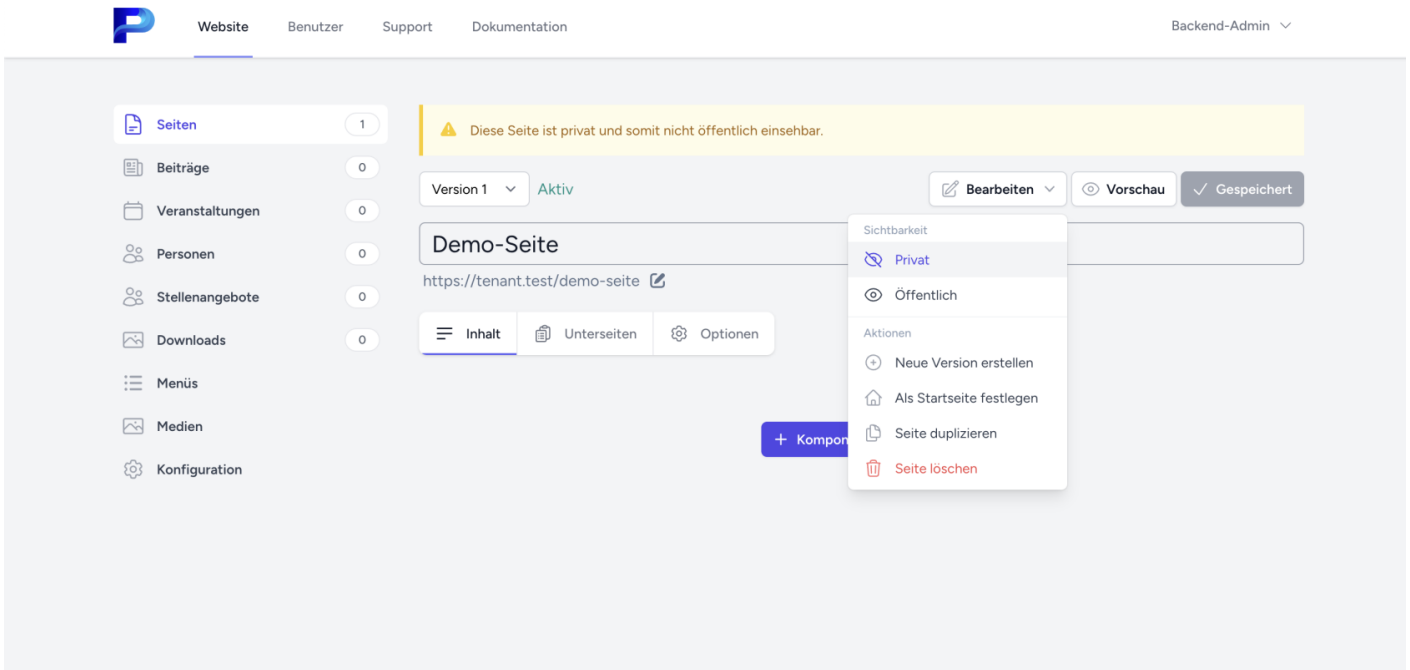 Website
Benutzer
Support
Dokumentation
Backend-Admin
Seiten 1
Beiträge 0
Veranstaltungen 0
Personen 0
Stellenangebote 0
Downloads 0
Menüs
Medien
Konfiguration
Diese Seite ist privat und somit nicht öffentlich einsehbar.
Version 1
Aktiv
Bearbeiten
Vorschau
Gespeichert
Demo-Seite
https://tenant.test/demo-seite
Inhalt
Unterseiten
Optionen
Kompon
Sichtbarkeit
Privat
Öffentlich
Aktionen
Neue Version erstellen
Als Startseite festlegen
Seite duplizieren
Seite löschen